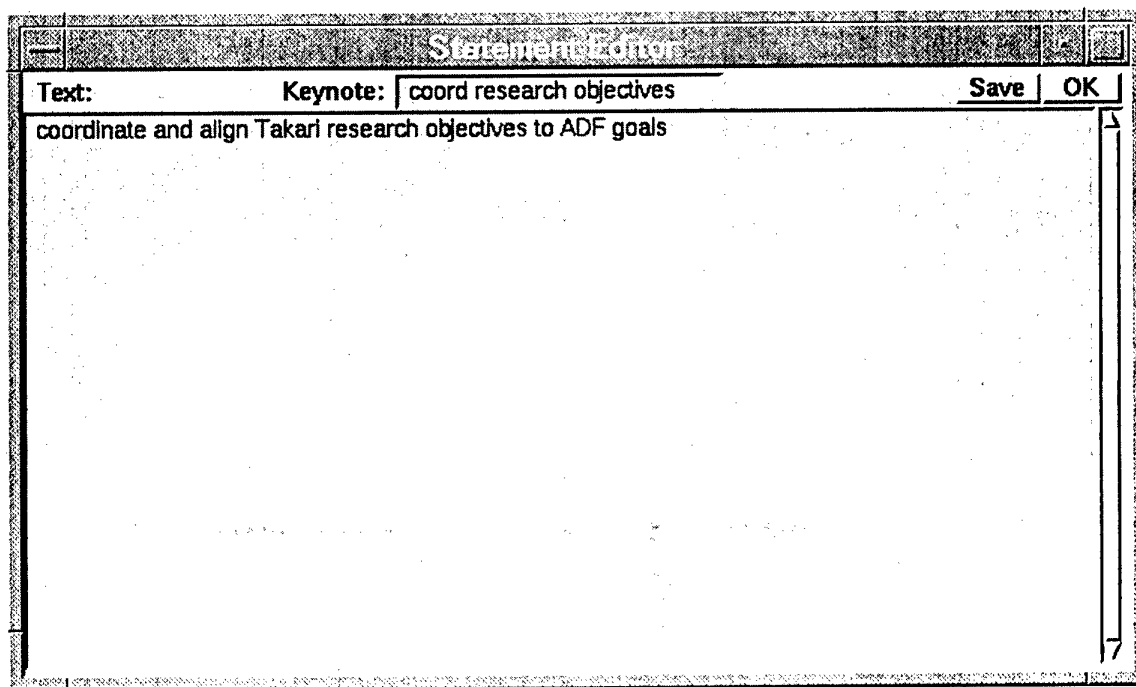 Statement Editor
Text: Keynote: coord research objectives Save OK
coordinate and align Takari research objectives to ADF goals